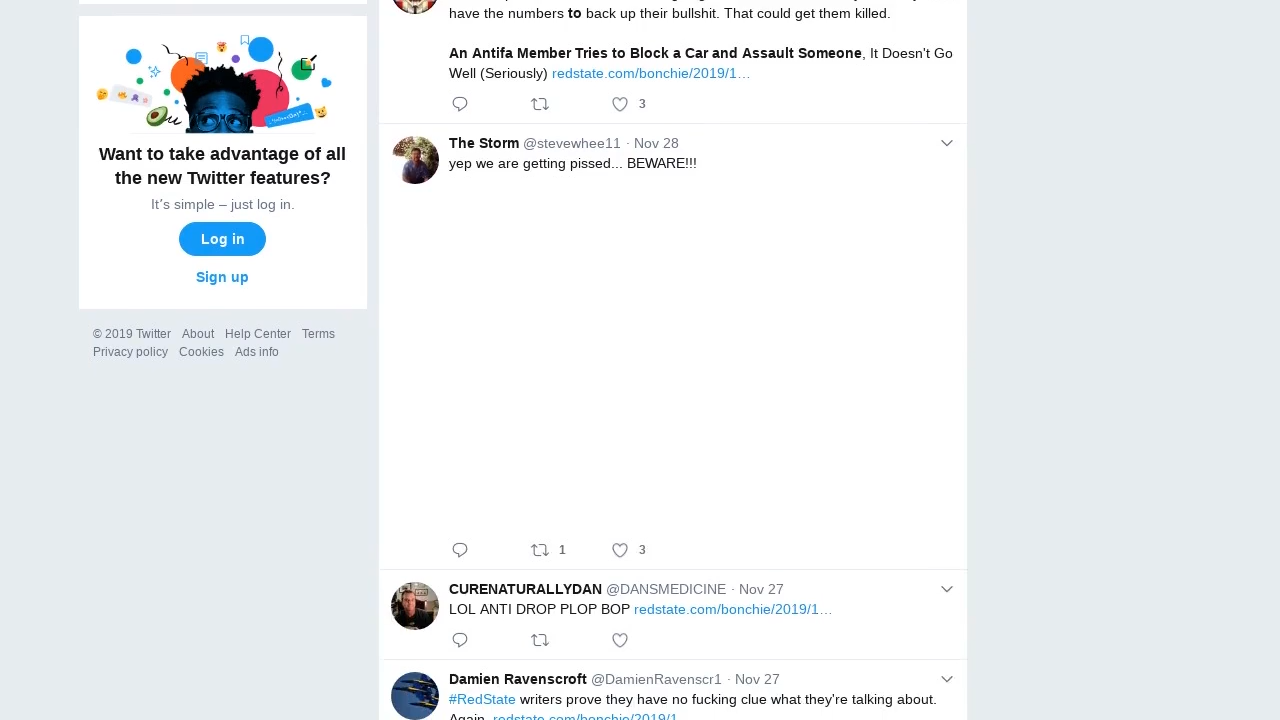 have the numbers to back up their bullshit. That could get them killed.
An Antifa Member Tries to Block a Car and Assault Someone, It Doesn't Go
Well (Seriously) redstate.com/bonchie/2019/1…
3
The Storm @stevewhee11 · Nov 28
yep we are getting pissed... BEWARE!!!
1 3
CURENATURALLYDAN @DANSMEDICINE · Nov 27
LOL ANTI DROP PLOP BOP redstate.com/bonchie/2019/1…
Damien Ravenscroft @DamienRavenscr1 · Nov 27
#RedState writers prove they have no fucking clue what they're talking about.
Again. redstate.com/bonchie/2019/1…
Want to take advantage of all
the new Twitter features?
It's simple – just log in.
Log in
Sign up
© 2019 Twitter About Help Center Terms
Privacy policy Cookies Ads info